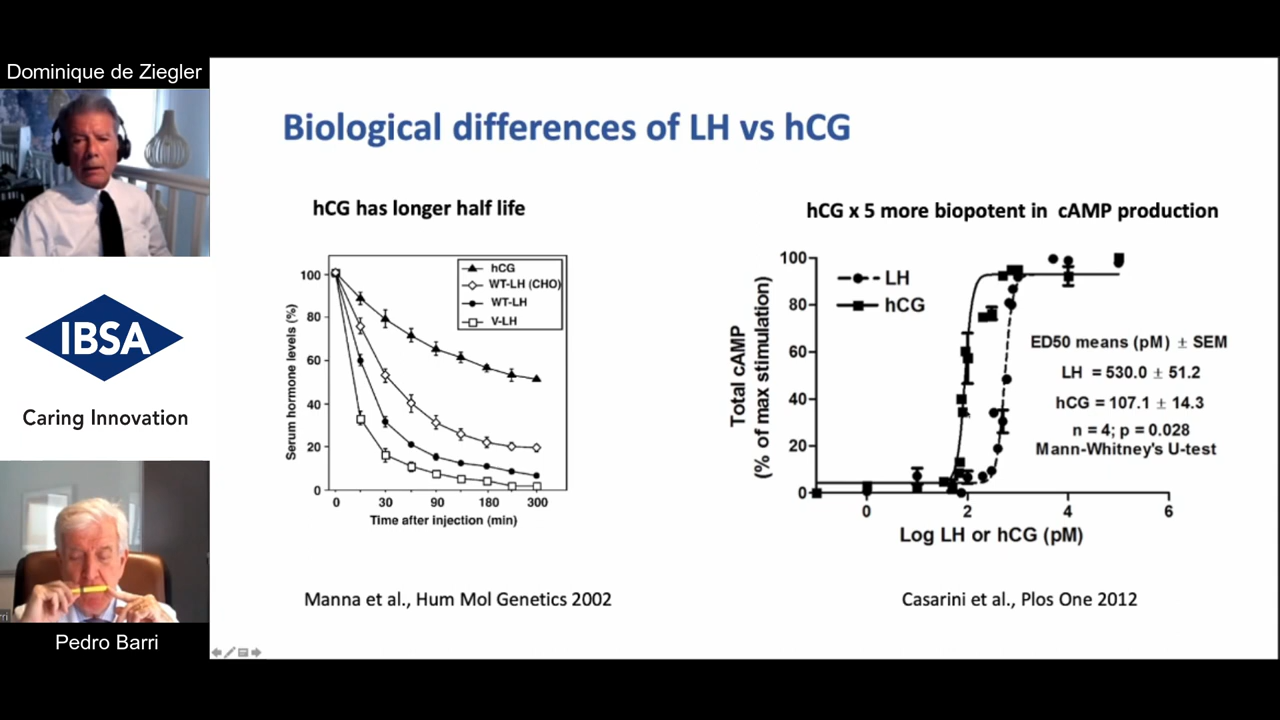 Dominique de Ziegler
IBSA
Caring Innovation
Pedro Barri
Biological differences of LH vs hCG
hCG has longer half life
Serum hormone levels (%)
100
80
60
40
20
0
hCG
WT-LH (CHO)
WT-LH
V-LH
0 30 90 180 300
Time after injection (min)
Manna et al., Hum Mol Genetics 2002
hCG x 5 more biopotent in cAMP production
Total cAMP
(% of max stimulation)
100
80
60
40
20
0
LH
hCG
ED50 means (pM) ± SEM
LH = 530.0 ± 51.2
hCG = 107.1 ± 14.3
n = 4; p = 0.028
Mann-Whitney's U-test
0 2 4 6
Log LH or hCG (pM)
Casarini et al., Plos One 2012